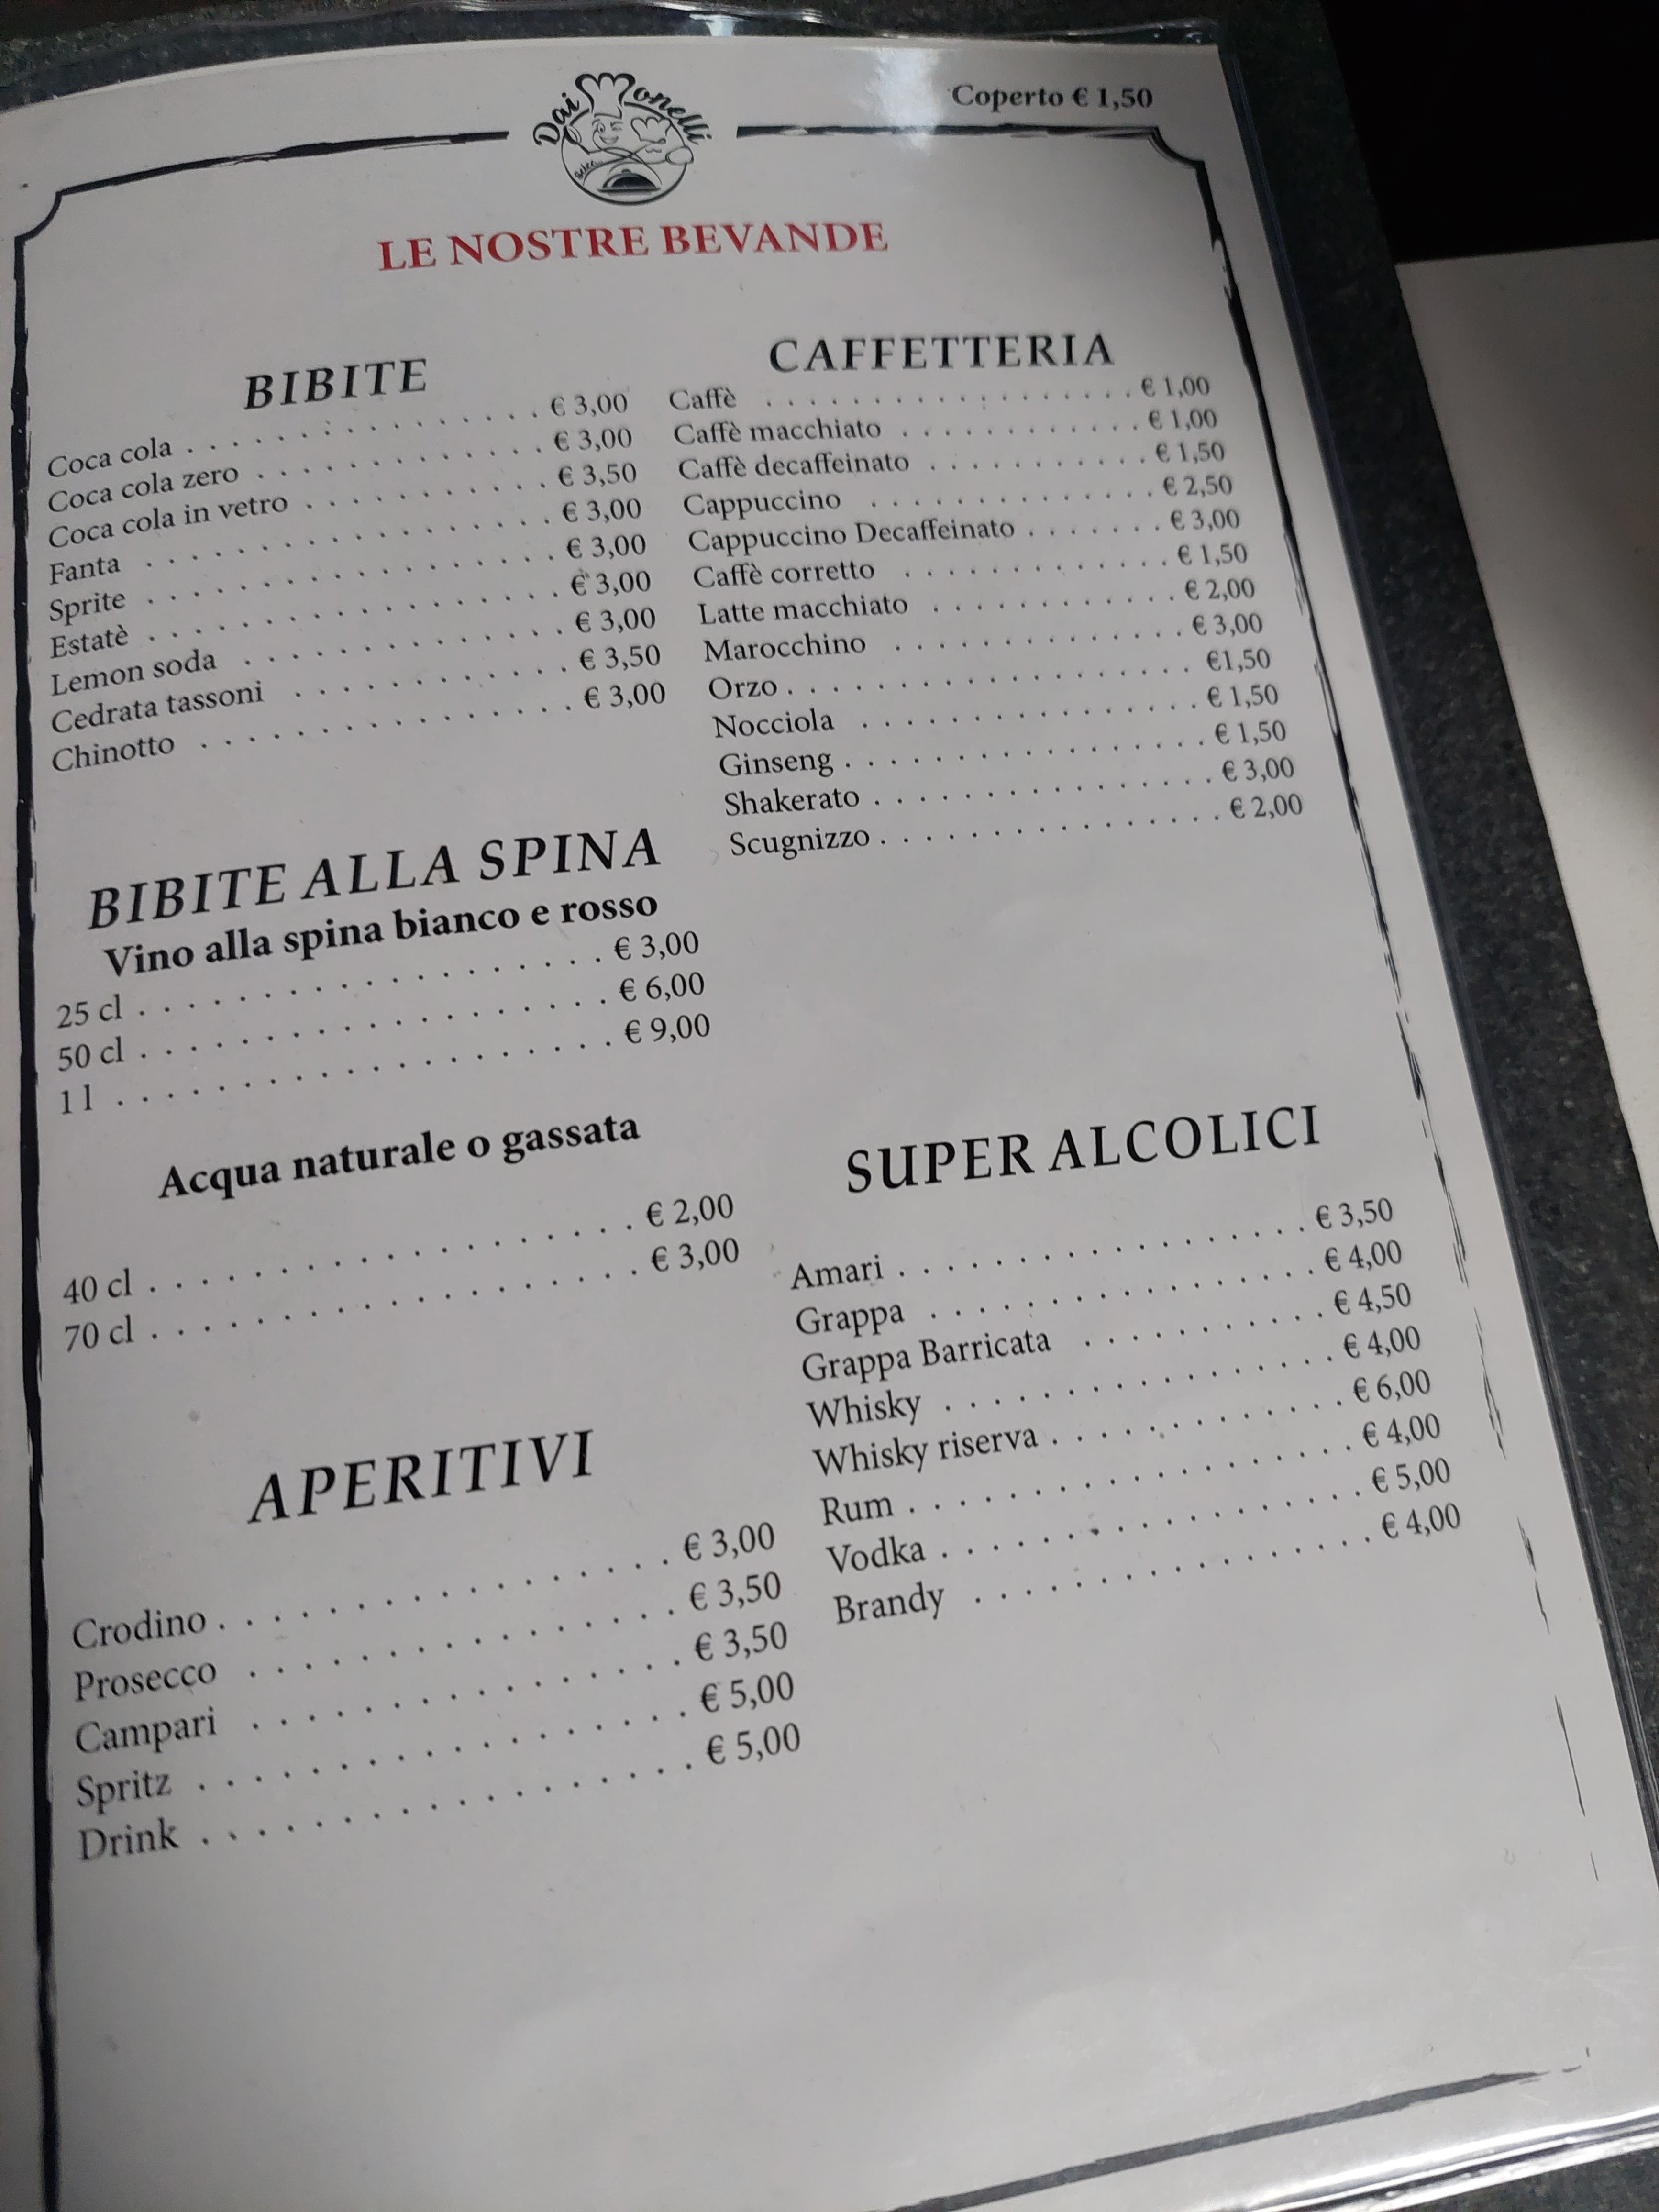 Dai Monelli
Coperto € 1,50
LE NOSTRE BEVANDE
BIBITE
Coca cola . . . . . . . . . . . . . . . € 3,00
Coca cola zero . . . . . . . . . . . . € 3,00
Coca cola in vetro . . . . . . . . . . € 3,50
Fanta . . . . . . . . . . . . . . . . € 3,00
Sprite . . . . . . . . . . . . . . . . € 3,00
Estatè . . . . . . . . . . . . . . . . € 3,00
Lemon soda . . . . . . . . . . . . . € 3,00
Cedrata tassoni . . . . . . . . . . . € 3,50
Chinotto . . . . . . . . . . . . . . . € 3,00
BIBITE ALLA SPINA
Vino alla spina bianco e rosso
25 cl . . . . . . . . . . . . . . . . . . € 3,00
50 cl . . . . . . . . . . . . . . . . . . € 6,00
1 l . . . . . . . . . . . . . . . . . . . € 9,00
Acqua naturale o gassata
40 cl . . . . . . . . . . . . . . . . . . € 2,00
70 cl . . . . . . . . . . . . . . . . . . € 3,00
APERITIVI
Crodino . . . . . . . . . . . . . . . . € 3,00
Prosecco . . . . . . . . . . . . . . . € 3,50
Campari . . . . . . . . . . . . . . . € 3,50
Spritz . . . . . . . . . . . . . . . . . € 5,00
Drink . . . . . . . . . . . . . . . . . € 5,00
CAFFETTERIA
Caffè . . . . . . . . . . . . . . . . . € 1,00
Caffè macchiato . . . . . . . . . . . € 1,00
Caffè decaffeinato . . . . . . . . . . € 1,50
Cappuccino . . . . . . . . . . . . . € 2,50
Cappuccino Decaffeinato . . . . . . . € 3,00
Caffè corretto . . . . . . . . . . . . € 1,50
Latte macchiato . . . . . . . . . . . € 2,00
Marocchino . . . . . . . . . . . . . € 3,00
Orzo . . . . . . . . . . . . . . . . . €1,50
Nocciola . . . . . . . . . . . . . . . € 1,50
Ginseng . . . . . . . . . . . . . . . € 1,50
Shakerato . . . . . . . . . . . . . . € 3,00
Scugnizzo . . . . . . . . . . . . . . € 2,00
SUPER ALCOLICI
Amari . . . . . . . . . . . . . . . . . € 3,50
Grappa . . . . . . . . . . . . . . . . € 4,00
Grappa Barricata . . . . . . . . . . € 4,50
Whisky . . . . . . . . . . . . . . . . € 4,00
Whisky riserva . . . . . . . . . . . . € 6,00
Rum . . . . . . . . . . . . . . . . . € 4,00
Vodka . . . . . . . . . . . . . . . . € 5,00
Brandy . . . . . . . . . . . . . . . . € 4,00